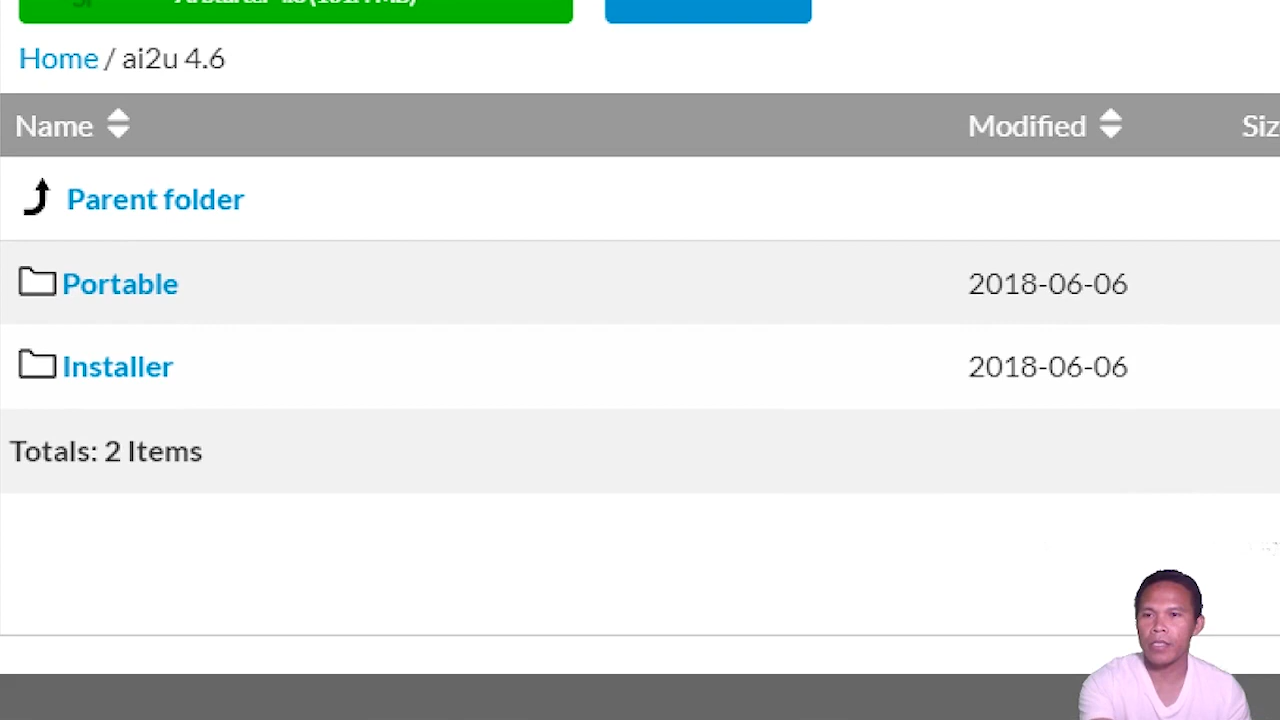 Home / ai2u 4.6
Name Modified
Parent folder
Portable 2018-06-06
Installer 2018-06-06
Totals: 2 Items